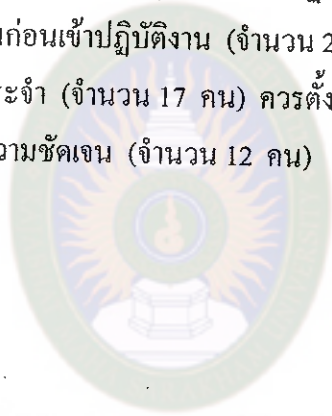 นก่อนเข้าปฏิบัติงาน (จำนวน 2
ระจำ (จำนวน 17 คน) ควรตั้ง
วามชัดเจน (จำนวน 12 คน)